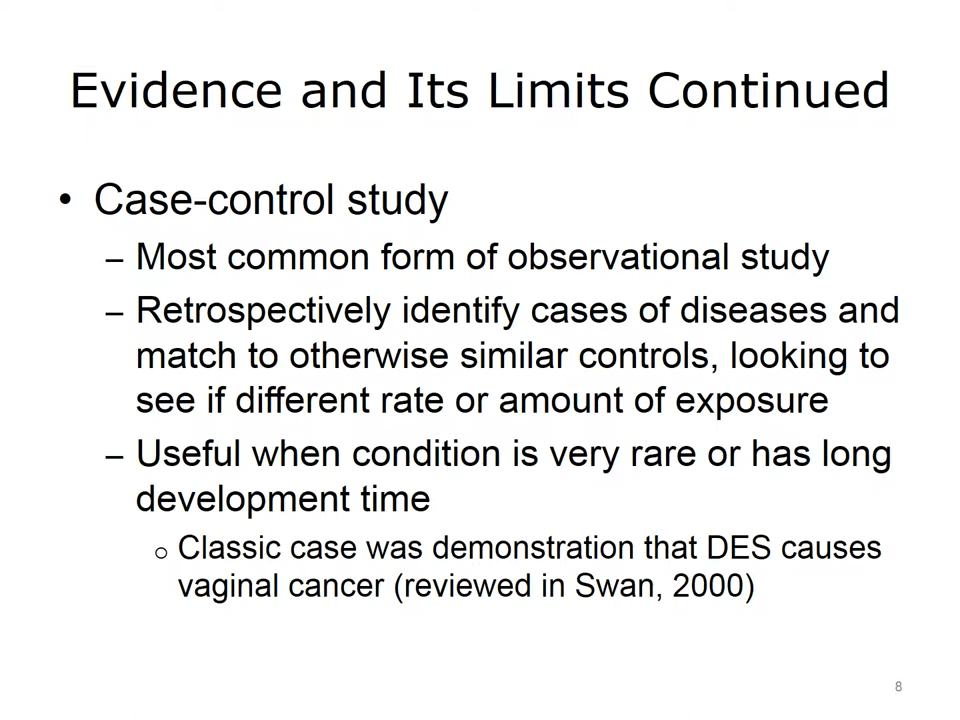 Evidence and Its Limits Continued
• Case-control study
– Most common form of observational study
– Retrospectively identify cases of diseases and
match to otherwise similar controls, looking to
see if different rate or amount of exposure
– Useful when condition is very rare or has long
development time
o Classic case was demonstration that DES causes
vaginal cancer (reviewed in Swan, 2000)
8